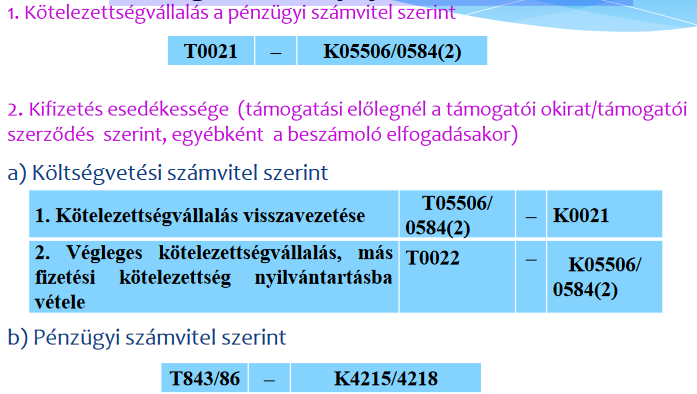 1. Kötelezettségvállalás a pénzügyi számvitel szerint
T0021 – K05506/0584(2)
2. Kifizetés esedékessége (támogatási előlegnél a támogatói okirat/támogatói
szerződés szerint, egyébként a beszámoló elfogadásakor)
a) Költségvetési számvitel szerint
1. Kötelezettségvállalás visszavezetése
T05506/
0584(2)
– K0021
2. Végleges kötelezettségvállalás, más
fizetési kötelezettség nyilvántartásba
vétele
T0022
–
K05506/
0584(2)
b) Pénzügyi számvitel szerint
T843/86 – K4215/4218